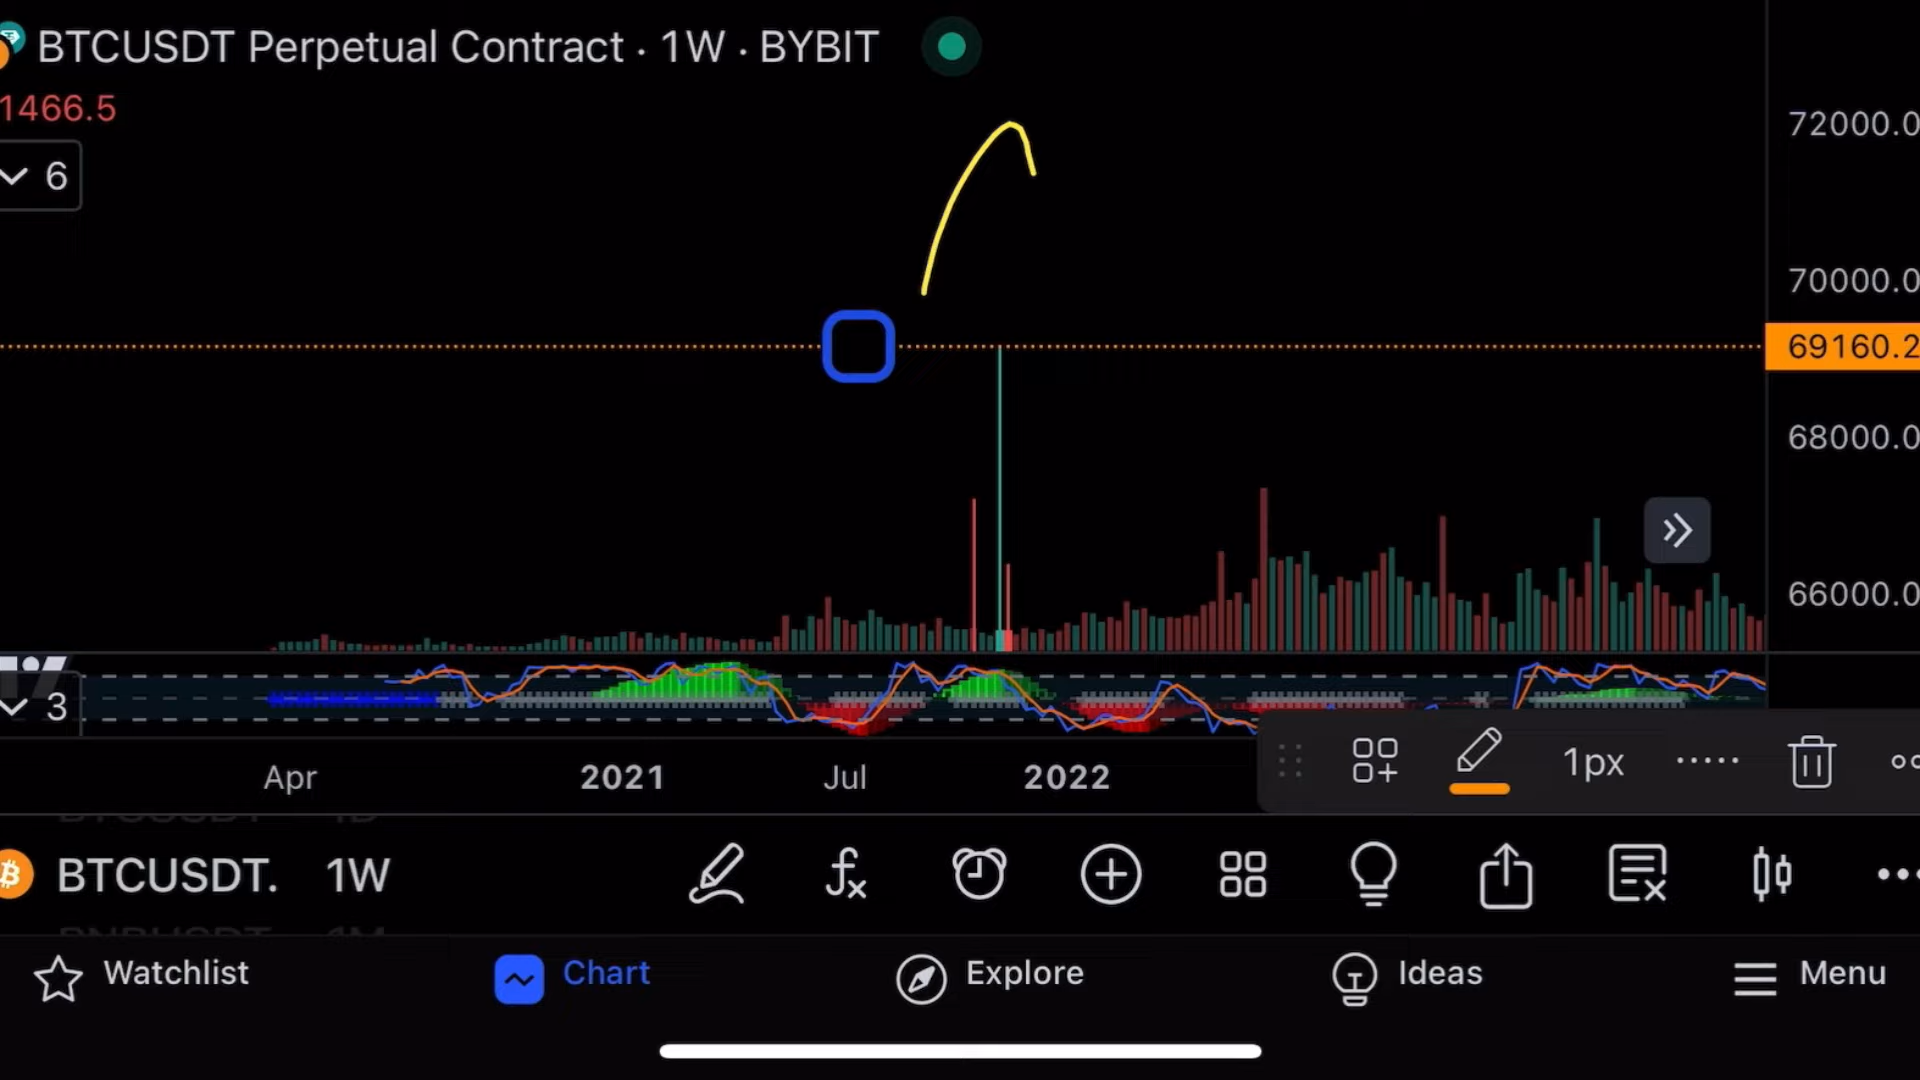 BTCUSDT Perpetual Contract · 1W · BYBIT
1466.5
6
72000.0
70000.0
69160.2
68000.0
66000.0
3
Apr 2021 Jul 2022
1px
BTCUSDT. 1W
Watchlist Chart Explore Ideas Menu